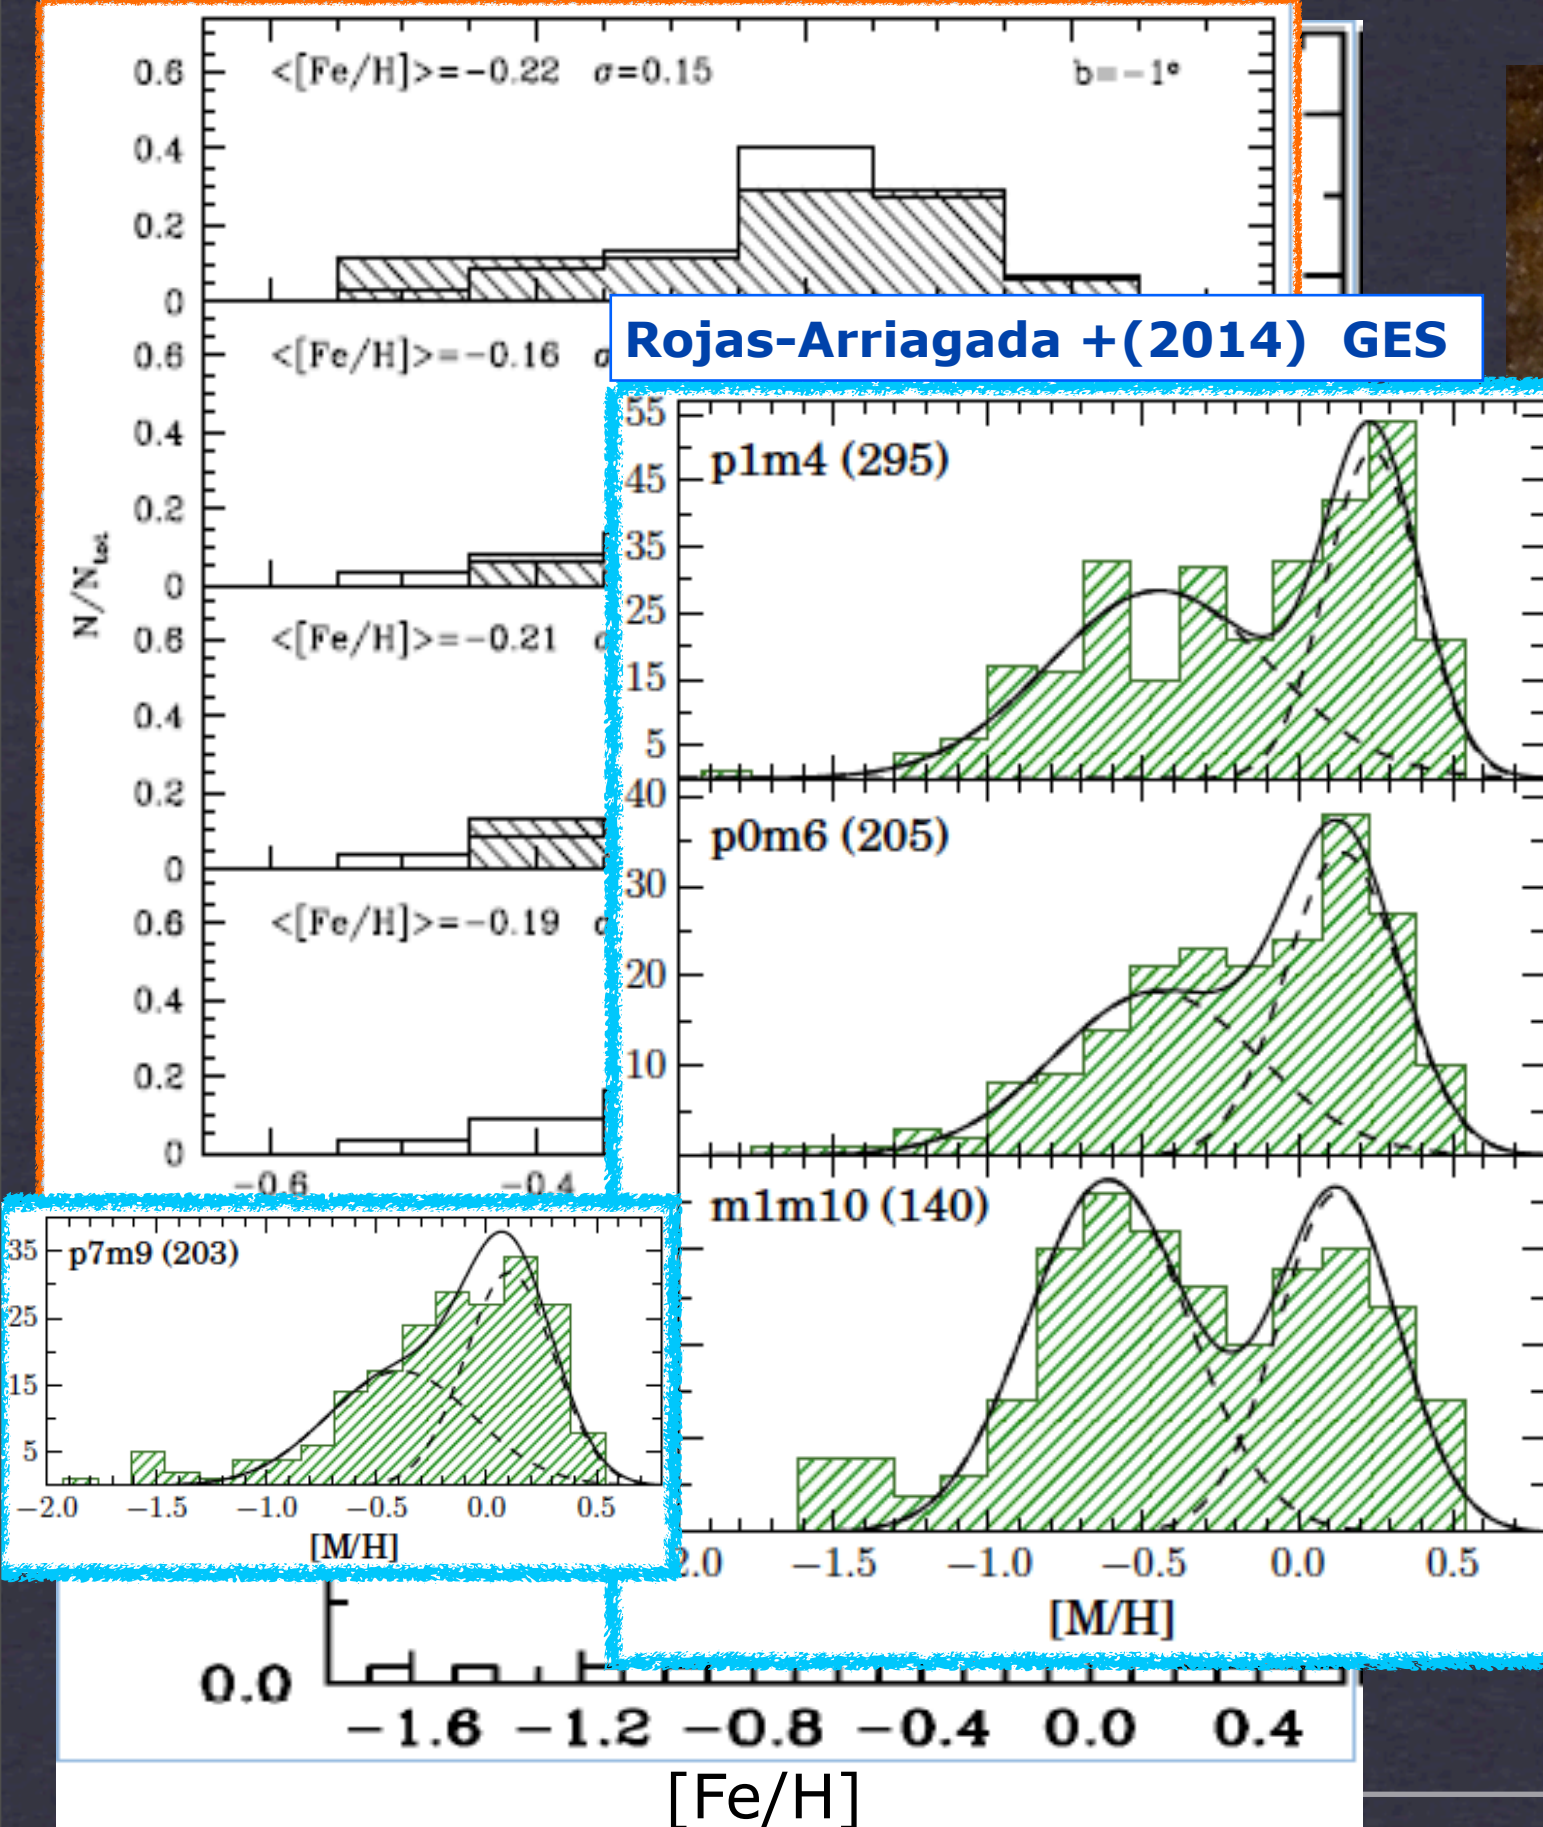 0.6
<[Fe/H]>=−0.22 σ=0.15 b=−1°
0.4
0.2
0
0.6
<[Fe/H]>=−0.16 σ
0.4
0.2
0
N/Ntot
0.6
<[Fe/H]>=−0.21 σ
0.4
0.2
0
0.6
<[Fe/H]>=−0.19 σ
0.4
0.2
0
−0.6 −0.4
Rojas-Arriagada +(2014) GES
55
p1m4 (295)
45
35
25
15
5
40
p0m6 (205)
30
20
10
m1m10 (140)
2.0 −1.5 −1.0 −0.5 0.0 0.5
[M/H]
35
p7m9 (203)
25
15
5
−2.0 −1.5 −1.0 −0.5 0.0 0.5
[M/H]
0.0
−1.6 −1.2 −0.8 −0.4 0.0 0.4
[Fe/H]